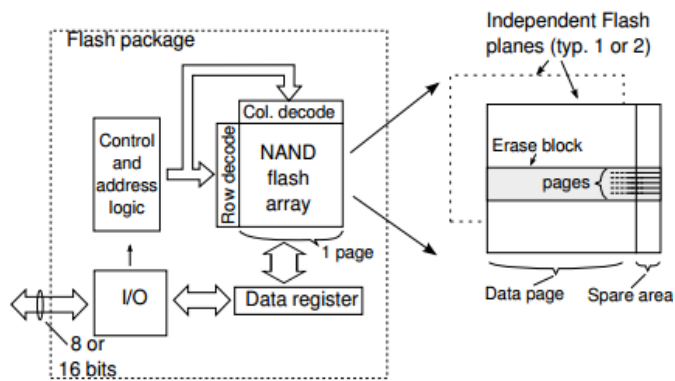 Flash package
Independent Flash
planes (typ. 1 or 2)
Col. decode
Row decode
NAND
flash
array
Control
and
address
logic
1 page
I/O
Data register
8 or
16 bits
Erase block
pages
Data page
Spare area